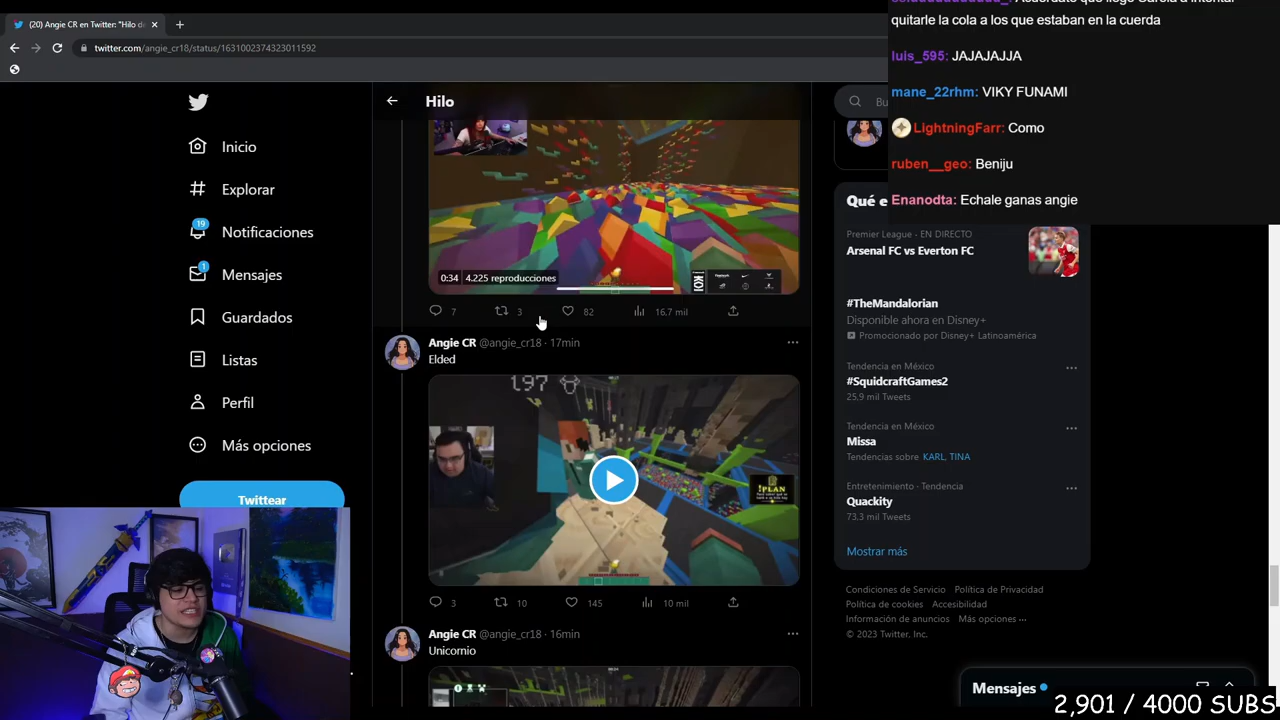 (20) Angie CR en Twitter: "Hilo de
twitter.com/angie_cr18/status/1631002374323011592
quitarle la cola a los que estaban en la cuerda
luis_595: JAJAJAJJA
mane_22rhm: VIKY FUNAMI
LightningFarr: Como
ruben__geo: Beniju
Enanodta: Echale ganas angie
Inicio
Explorar
19
Notificaciones
1
Mensajes
Guardados
Listas
Perfil
Más opciones
Twittear
Hilo
0:34 4.225 reproducciones
KOI
7 3 82 16,7 mil
Angie CR @angie_cr18 · 17min
Elded
197
!PLAN
3 10 145 10 mil
Angie CR @angie_cr18 · 16min
Unicornio
Bu
Qué e
Premier League - EN DIRECTO
Arsenal FC vs Everton FC
#TheMandalorian
Disponible ahora en Disney+
Promocionado por Disney+ Latinoamérica
Tendencia en México
#SquidcraftGames2
25,9 mil Tweets
Tendencia en México
Missa
Tendencias sobre KARL, TINA
Entretenimiento · Tendencia
Quackity
73,3 mil Tweets
Mostrar más
Condiciones de Servicio Política de Privacidad
Política de cookies Accesibilidad
Información de anuncios Más opciones ···
© 2023 Twitter, Inc.
Mensajes
2,901 / 4000 SUBS